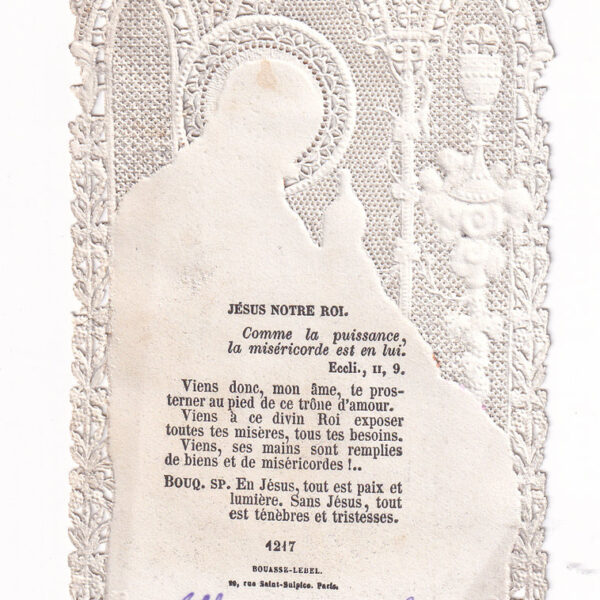 JÉSUS NOTRE ROI.
Comme la puissance,
la miséricorde est en lui.
Eccli., II, 9.
Viens donc, mon âme, te pros-
terner au pied de ce trône d'amour.
Viens à ce divin Roi exposer
toutes tes misères, tous tes besoins.
Viens, ses mains sont remplies
de biens et de miséricordes !..
BOUQ. SP. En Jésus, tout est paix et
lumière. Sans Jésus, tout
est ténèbres et tristesses.
1217
BOUASSE-LEBEL.
29, rue Saint-Sulpice. Paris.